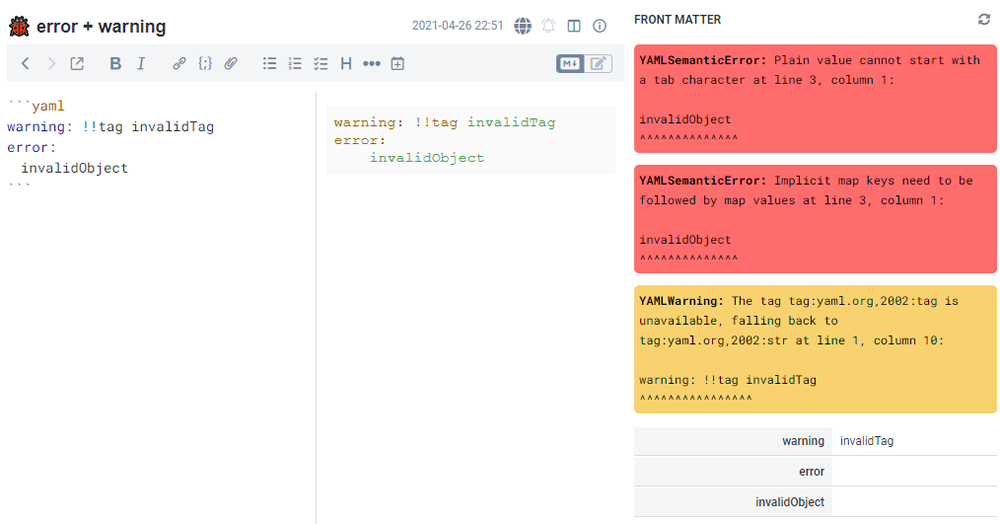 error + warning
2021-04-26 22:51
B I {;} H ••• M↓
```yaml
warning: !!tag invalidTag
error:
invalidObject
```
warning: !!tag invalidTag
error:
invalidObject
FRONT MATTER
YAMLSemanticError: Plain value cannot start with
a tab character at line 3, column 1:
invalidObject
^^^^^^^^^^^^^^
YAMLSemanticError: Implicit map keys need to be
followed by map values at line 3, column 1:
invalidObject
^^^^^^^^^^^^^^
YAMLWarning: The tag tag:yaml.org,2002:tag is
unavailable, falling back to
tag:yaml.org,2002:str at line 1, column 10:
warning: !!tag invalidTag
^^^^^^^^^^^^^^^^
warning invalidTag
error
invalidObject